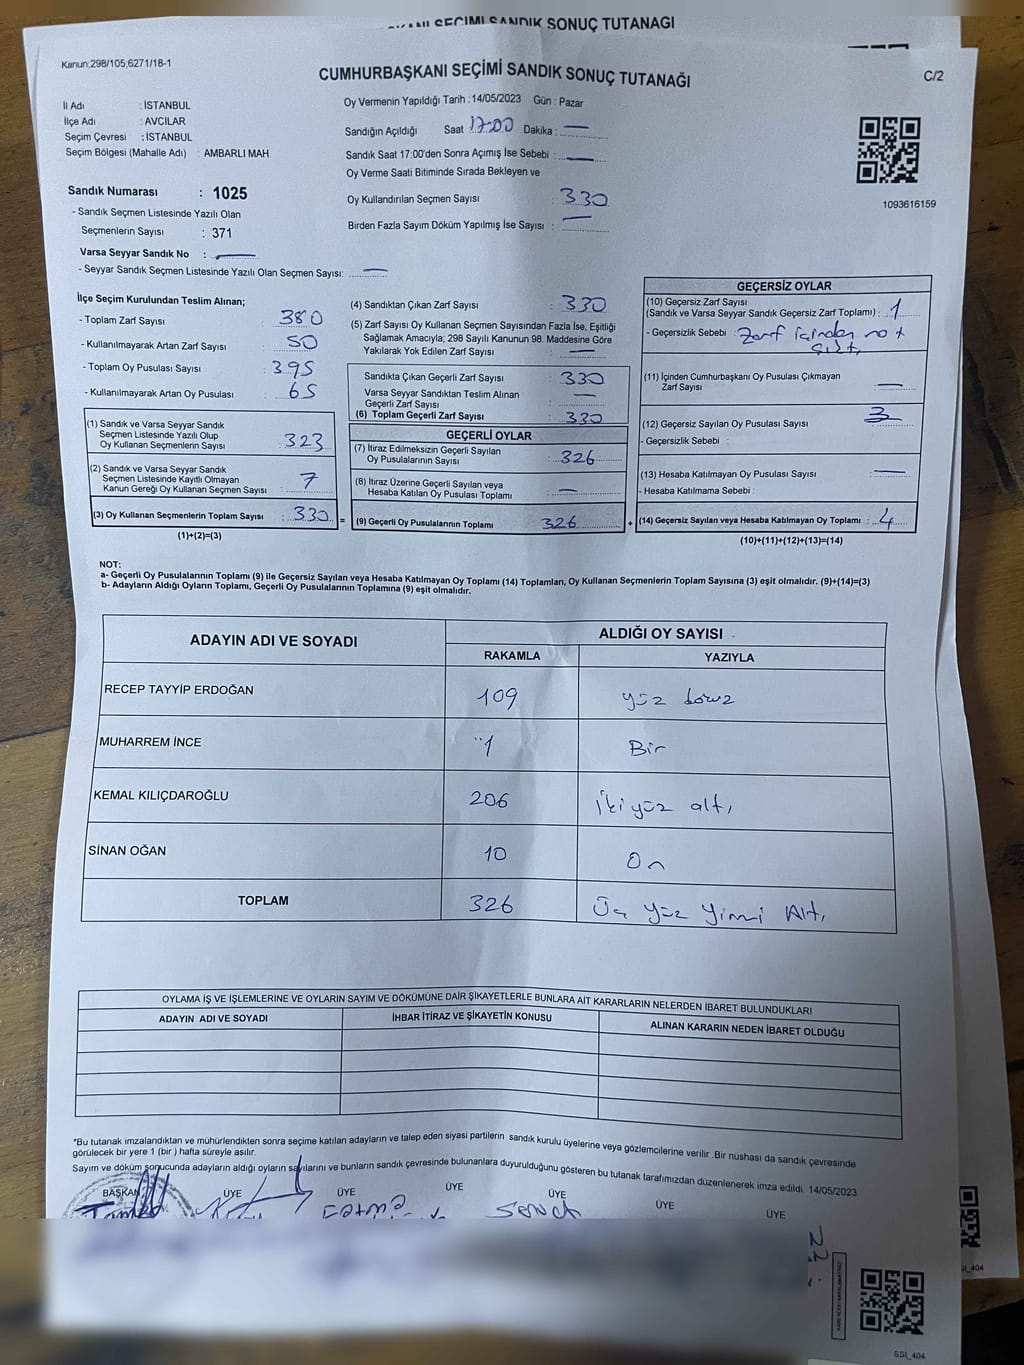 SEÇİMİ SANDIK SONUÇ TUTANAĞI
Kanun:298/105;6271/18-1
CUMHURBAŞKANI SEÇİMİ SANDIK SONUÇ TUTANAĞI
C/2
İl Adı : İSTANBUL
İlçe Adı : AVCILAR
Seçim Çevresi : İSTANBUL
Seçim Bölgesi (Mahalle Adı) : AMBARLI MAH.
Sandık Numarası : 1025
- Sandık Seçmen Listesinde Yazılı Olan
Seçmenlerin Sayısı : 371
Varsa Seyyar Sandık No : —
- Seyyar Sandık Seçmen Listesinde Yazılı Olan Seçmen Sayısı: —
Oy Vermenin Yapıldığı Tarih : 14/05/2023 Gün : Pazar
Sandığın Açıldığı Saat 17:00 Dakika : —
Sandık Saat 17:00'den Sonra Açımış İse Sebebi : —
Oy Verme Saati Bitiminde Sırada Bekleyen ve
Oy Kullandırılan Seçmen Sayısı : 330
Birden Fazla Sayım Döküm Yapılmış İse Sayısı : —
1093616159
İlçe Seçim Kurulundan Teslim Alınan;
- Toplam Zarf Sayısı : 380
- Kullanılmayarak Artan Zarf Sayısı : 50
- Toplam Oy Pusulası Sayısı : 395
- Kullanılmayarak Artan Oy Pusulası : 65
(1) Sandık ve Varsa Seyyar Sandık
Seçmen Listesinde Yazılı Olup
Oy Kullanan Seçmenlerin Sayısı : 323
(2) Sandık ve Varsa Seyyar Sandık
Seçmen Listesinde Kayıtlı Olmayan
Kanun Gereği Oy Kullanan Seçmen Sayısı : 7
(3) Oy Kullanan Seçmenlerin Toplam Sayısı : 330 =
(1)+(2)=(3)
(4) Sandıktan Çıkan Zarf Sayısı : 330
(5) Zarf Sayısı Oy Kullanan Seçmen Sayısından Fazla İse, Eşitliği
Sağlamak Amacıyla; 298 Sayılı Kanunun 98. Maddesine Göre
Yakılarak Yok Edilen Zarf Sayısı : —
Sandıkta Çıkan Geçerli Zarf Sayısı : 330
Varsa Seyyar Sandıktan Teslim Alınan
Geçerli Zarf Sayısı : —
(6) Toplam Geçerli Zarf Sayısı : 330
GEÇERLİ OYLAR
(7) İtiraz Edilmeksizin Geçerli Sayılan
Oy Pusulalarının Sayısı : 326
(8) İtiraz Üzerine Geçerli Sayılan veya
Hesaba Katılan Oy Pusulası Toplamı : —
(9) Geçerli Oy Pusulalarının Toplamı 326 +
GEÇERSİZ OYLAR
(10) Geçersiz Zarf Sayısı
(Sandık ve Varsa Seyyar Sandık Geçersiz Zarf Toplamı) : 1
- Geçersizlik Sebebi : Zarf içinden not
çıktı
(11) İçinden Cumhurbaşkanı Oy Pusulası Çıkmayan
Zarf Sayısı : —
(12) Geçersiz Sayılan Oy Pusulası Sayısı : 3
- Geçersizlik Sebebi :
(13) Hesaba Katılmayan Oy Pusulası Sayısı : —
- Hesaba Katılmama Sebebi :
(14) Geçersiz Sayılan veya Hesaba Katılmayan Oy Toplamı : 4
(10)+(11)+(12)+(13)=(14)
NOT:
a- Geçerli Oy Pusulalarının Toplamı (9) ile Geçersiz Sayılan veya Hesaba Katılmayan Oy Toplamı (14) Toplamları, Oy Kullanan Seçmenlerin Toplam Sayısına (3) eşit olmalıdır. (9)+(14)=(3)
b- Adayların Aldığı Oyların Toplamı, Geçerli Oy Pusulalarının Toplamına (9) eşit olmalıdır.
ADAYIN ADI VE SOYADI
ALDIĞI OY SAYISI
RAKAMLA YAZIYLA
RECEP TAYYİP ERDOĞAN 109 yüz dokuz
MUHARREM İNCE 1 Bir
KEMAL KILIÇDAROĞLU 206 ikiyüz altı
SİNAN OĞAN 10 On
TOPLAM 326 Üç yüz Yirmi Altı
OYLAMA İŞ VE İŞLEMLERİNE VE OYLARIN SAYIM VE DÖKÜMÜNE DAİR ŞİKAYETLERLE BUNLARA AİT KARARLARIN NELERDEN İBARET BULUNDUKLARI
ADAYIN ADI VE SOYADI İHBAR İTİRAZ VE ŞİKAYETİN KONUSU ALINAN KARARIN NEDEN İBARET OLDUĞU
*Bu tutanak imzalandıktan ve mühürlendikten sonra seçime katılan adayların ve talep eden siyasi partilerin sandık kurulu üyelerine veya gözlemcilerine verilir .Bir nüshası da sandık çevresinde
görülecek bir yere 1 (bir ) hafta süreyle asılır.
Sayım ve döküm sonucunda adayların aldığı oyların sayılarını ve bunların sandık çevresinde bulunanlara duyurulduğunu gösteren bu tutanak tarafımızdan düzenlenerek imza edildi. 14/05/2023
BAŞKAN ÜYE ÜYE ÜYE ÜYE ÜYE ÜYE
Fatma
SSI_404